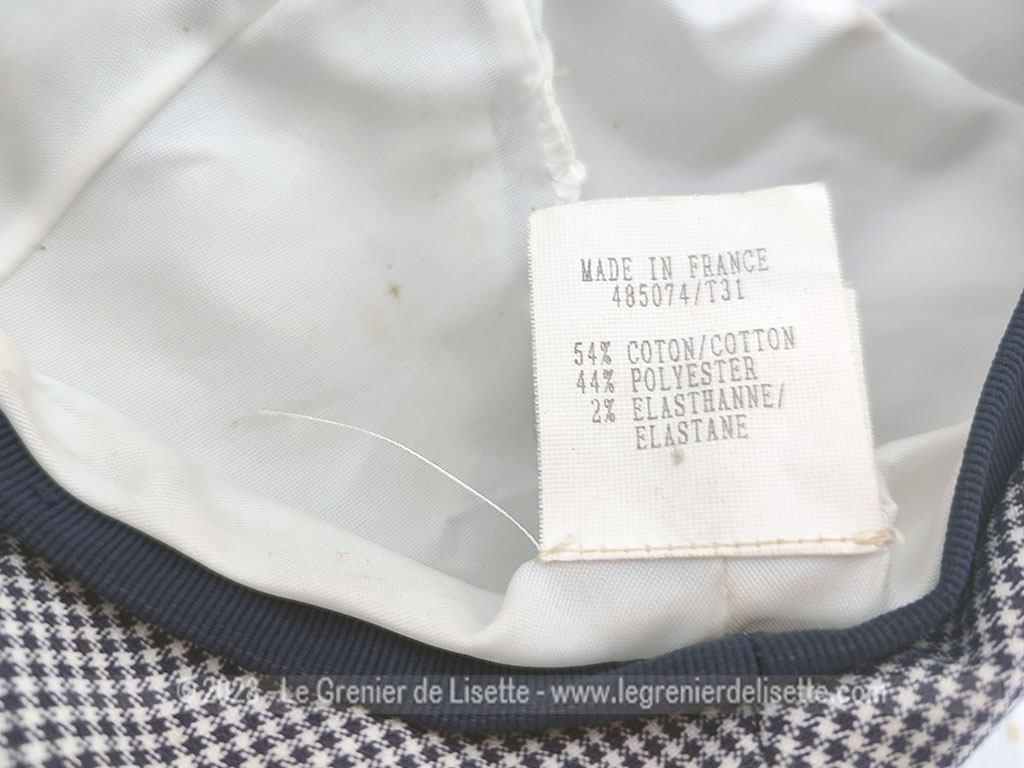 MADE IN FRANCE
485074/T31
54% COTON/COTTON
44% POLYESTER
2% ELASTHANNE/
ELASTANE
© 2023 - Le Grenier de Lisette - www.legrenierdelisette.com